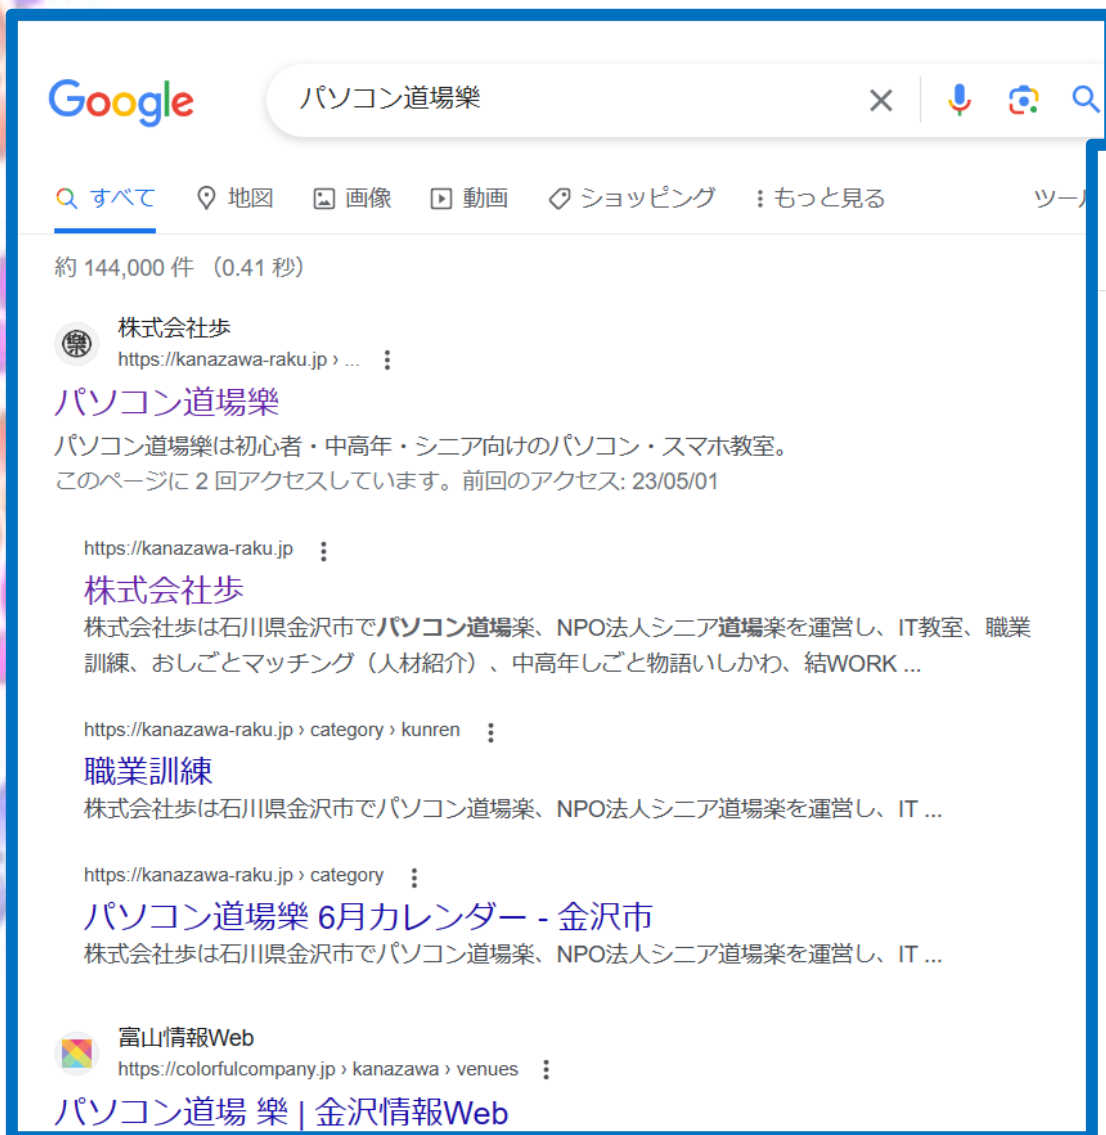 Google
パソコン道場樂
すべて 地図 画像 動画 ショッピング もっと見る ツール
約 144,000 件 (0.41 秒)
樂
株式会社歩
https://kanazawa-raku.jp › ...
パソコン道場樂
パソコン道場樂は初心者・中高年・シニア向けのパソコン・スマホ教室。
このページに 2 回アクセスしています。前回のアクセス: 23/05/01
https://kanazawa-raku.jp
株式会社歩
株式会社歩は石川県金沢市でパソコン道場楽、NPO法人シニア道場楽を運営し、IT教室、職業
訓練、おしごとマッチング（人材紹介）、中高年しごと物語いしかわ、結WORK ...
https://kanazawa-raku.jp › category › kunren
職業訓練
株式会社歩は石川県金沢市でパソコン道場楽、NPO法人シニア道場楽を運営し、IT ...
https://kanazawa-raku.jp › category
パソコン道場樂 6月カレンダー - 金沢市
株式会社歩は石川県金沢市でパソコン道場楽、NPO法人シニア道場楽を運営し、IT ...
富山情報Web
https://colorfulcompany.jp › kanazawa › venues
パソコン道場 樂 | 金沢情報Web